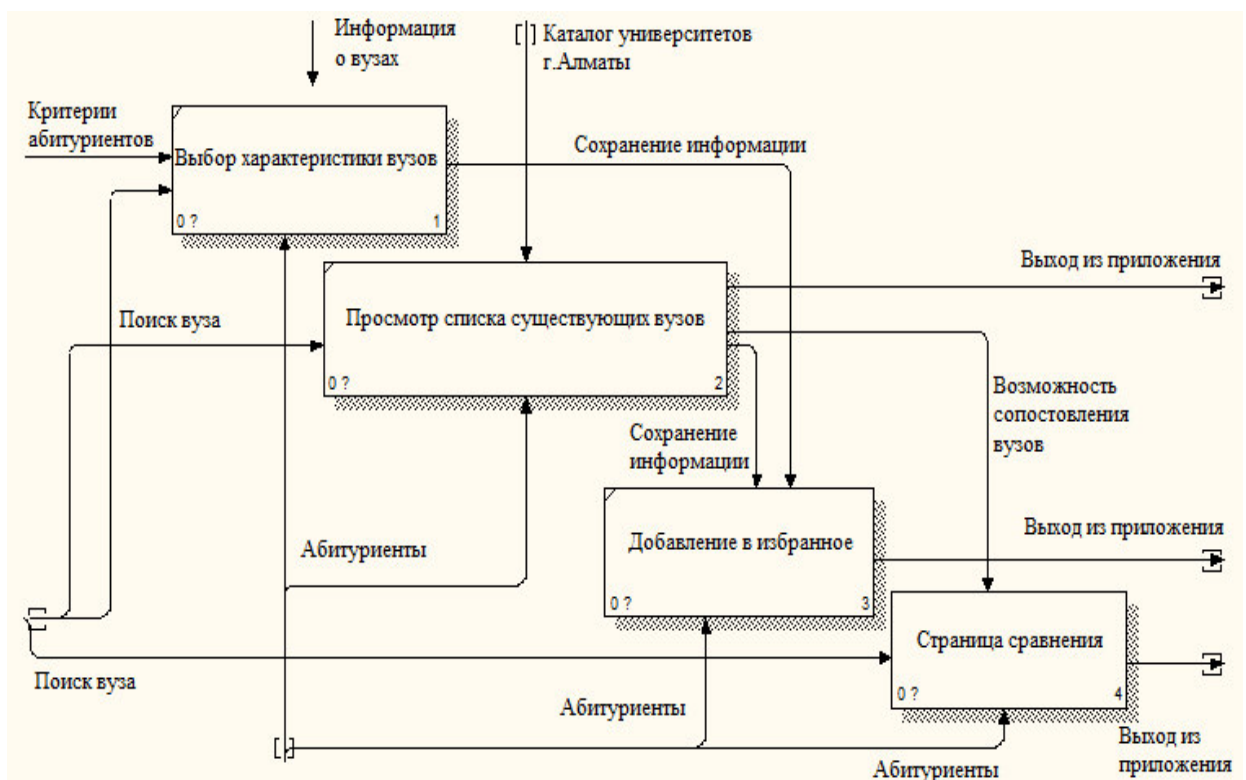 Информация
о вузах
Каталог университетов
г.Алматы
Критерии
абитуриентов
Выбор характеристики вузов
0 ?
1
Сохранение информации
Выход из приложения
Поиск вуза
Просмотр списка существующих вузов
0 ?
2
Возможность
сопостовления
вузов
Сохранение
информации
Выход из приложения
Добавление в избранное
0 ?
3
Абитуриенты
Страница сравнения
0 ?
4
Поиск вуза
Абитуриенты
Выход из
приложения
Абитуриенты